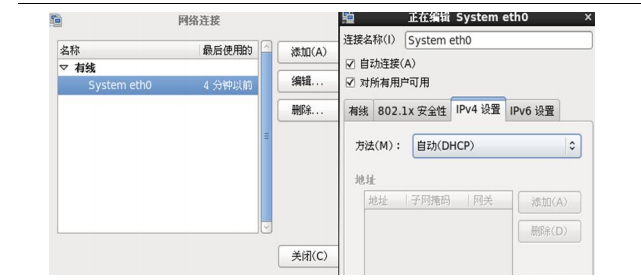 网络连接
名称
最后使用的
添加(A)
有线
System eth0
4 分钟以前
编辑...
删除...
关闭(C)
正在编辑 System eth0
连接名称(I)
System eth0
自动连接(A)
对所有用户可用
有线
802.1x 安全性
IPv4 设置
IPv6 设置
方法(M)：
自动(DHCP)
地址
地址
子网掩码
网关
添加(A)
删除(D)